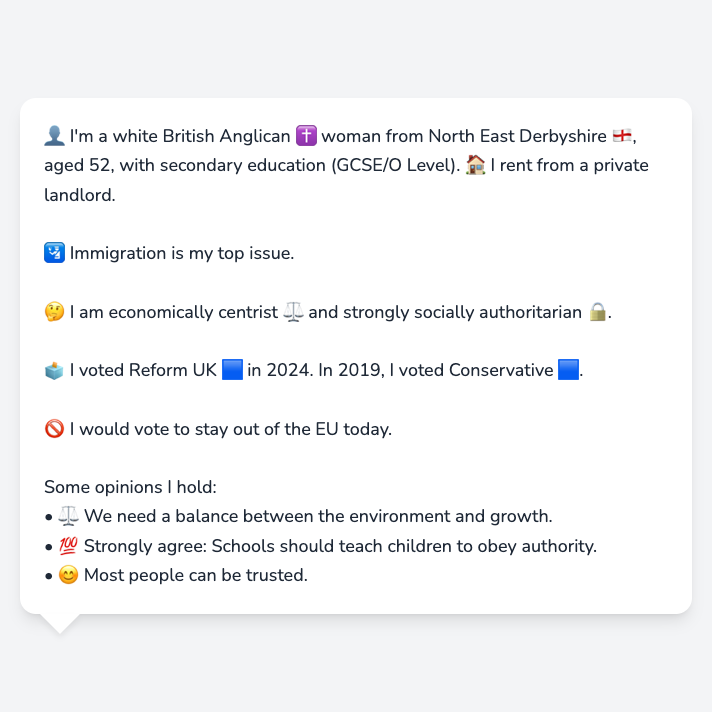 👤 I'm a white British Anglican ✝️ woman from North East Derbyshire 🏴󠁧󠁢󠁥󠁮󠁧󠁿,
aged 52, with secondary education (GCSE/O Level). 🏠 I rent from a private
landlord.
🛂 Immigration is my top issue.
🤔 I am economically centrist ⚖️ and strongly socially authoritarian 🔒.
🗳️ I voted Reform UK 🟦 in 2024. In 2019, I voted Conservative 🟦.
🚫 I would vote to stay out of the EU today.
Some opinions I hold:
• ⚖️ We need a balance between the environment and growth.
• 💯 Strongly agree: Schools should teach children to obey authority.
• 😊 Most people can be trusted.